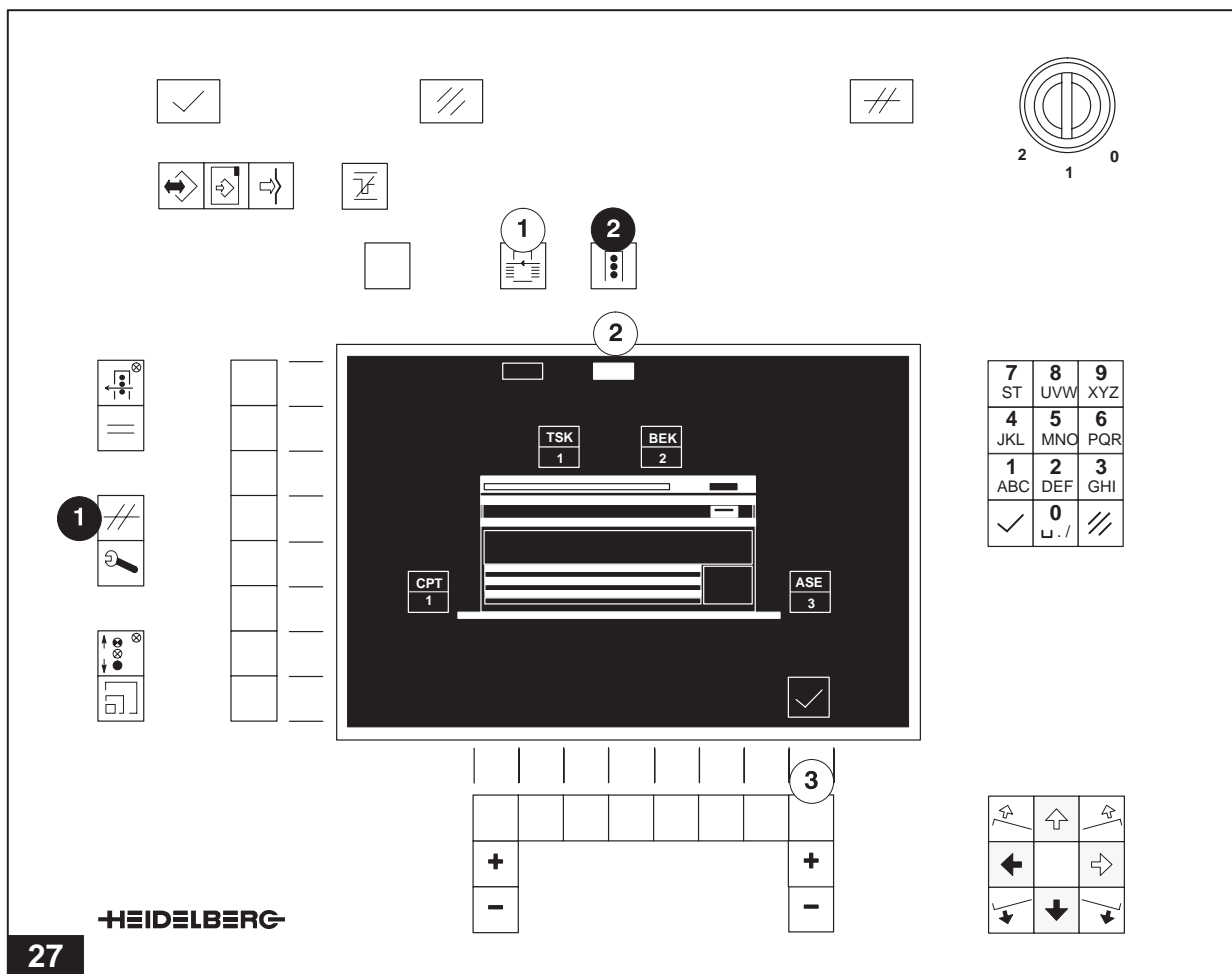 2
1
0
1
2
2
TSK
1
BEK
2
7
ST
8
UVW
9
XYZ
4
JKL
5
MNO
6
PQR
1
ABC
2
DEF
3
GHI
0
␣ . /
1
CPT
1
ASE
3
3
+
+
−
−
HEIDELBERG
27